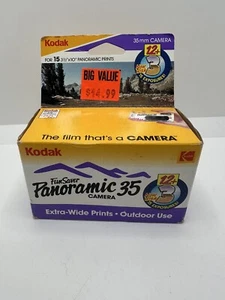 Kodak
35mm CAMERA
FOR 15 3½"x10" PANORAMIC PRINTS
12
BIG VALUE
$14.99
The film that's a CAMERA
Kodak
FunSaver
Panoramic 35
CAMERA
12
Extra-Wide Prints • Outdoor Use